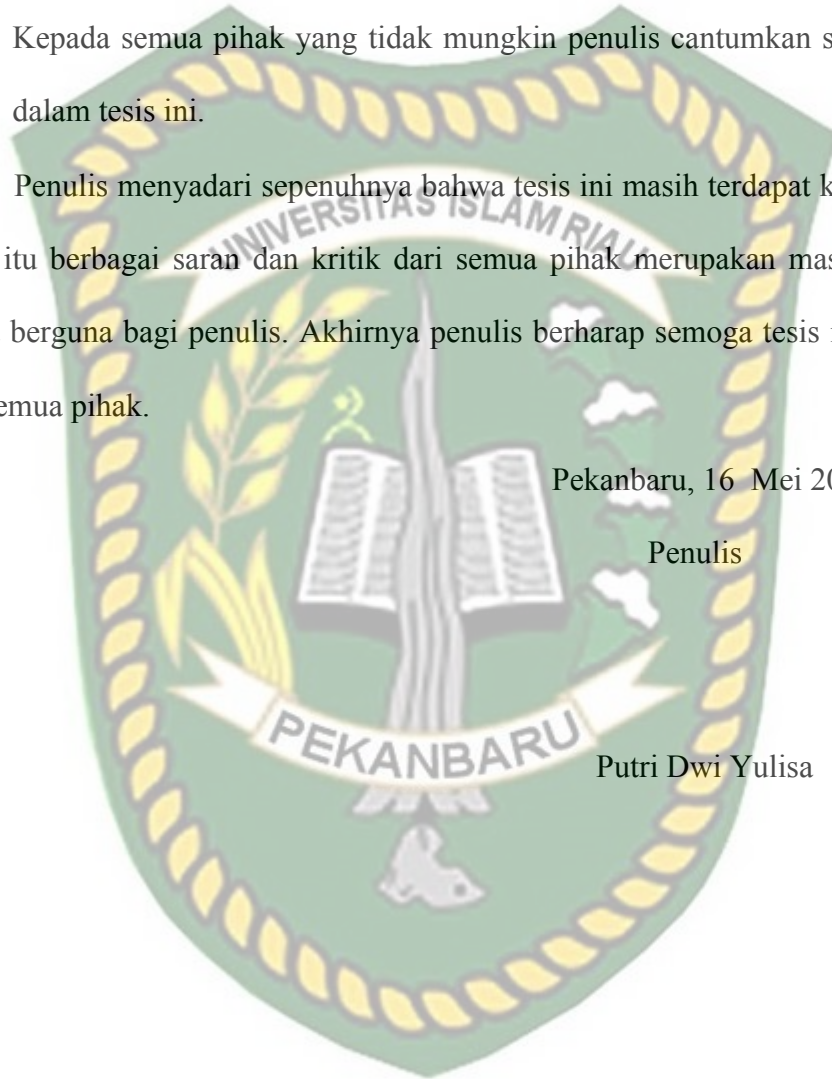 Kepada semua pihak yang tidak mungkin penulis cantumkan s
dalam tesis ini.
Penulis menyadari sepenuhnya bahwa tesis ini masih terdapat k
UNIVERSITAS ISLAM RIAU
itu berbagai saran dan kritik dari semua pihak merupakan mas
berguna bagi penulis. Akhirnya penulis berharap semoga tesis
emua pihak.
Pekanbaru, 16 Mei 20
Penulis
PEKANBARU
Putri Dwi Yulisa